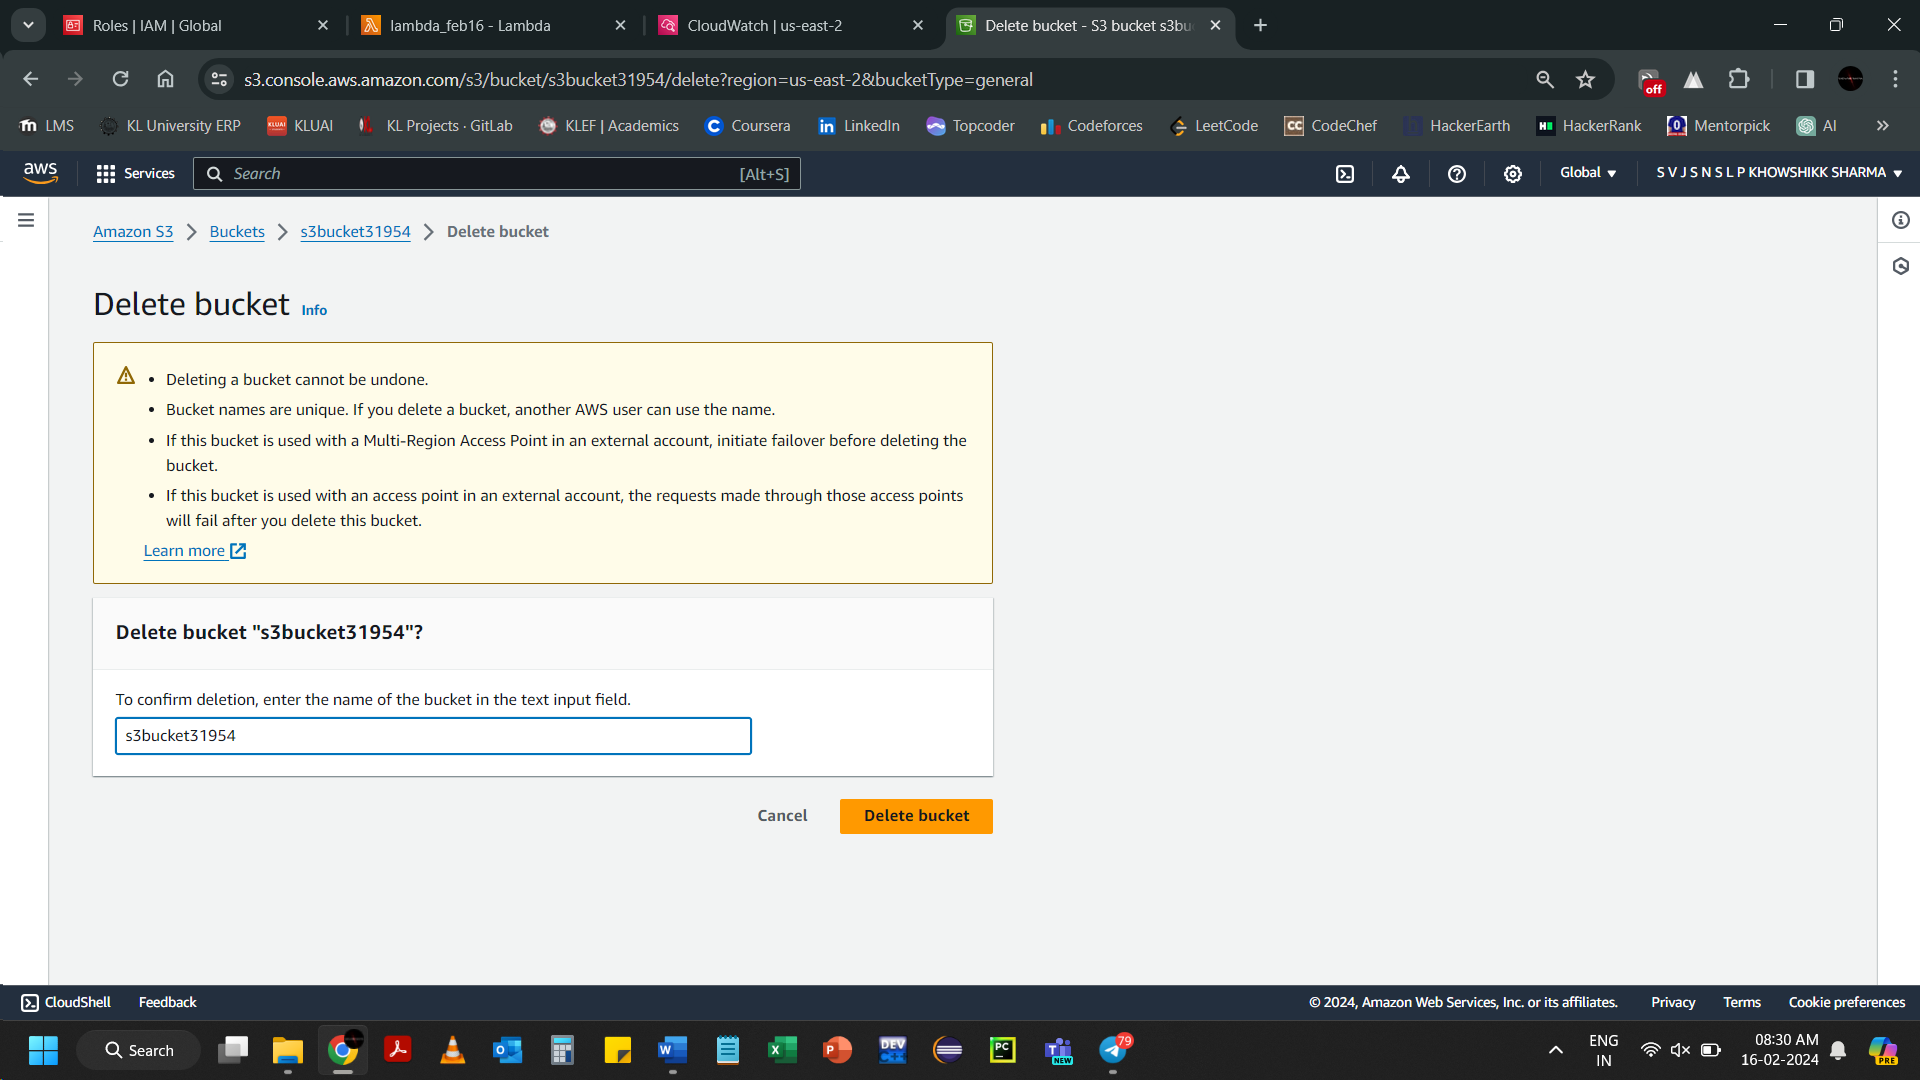 Roles | IAM | Global
lambda_feb16 - Lambda
CloudWatch | us-east-2
Delete bucket - S3 bucket s3bu
s3.console.aws.amazon.com/s3/bucket/s3bucket31954/delete?region=us-east-2&bucketType=general
off
LMS
KL University ERP
KLUAI
KL Projects · GitLab
KLEF | Academics
Coursera
LinkedIn
Topcoder
Codeforces
LeetCode
CodeChef
HackerEarth
HackerRank
Mentorpick
AI
aws
Services
Search
[Alt+S]
Global
S V J S N S L P KHOWSHIKK SHARMA
Amazon S3
Buckets
s3bucket31954
Delete bucket
Delete bucket
Info
Deleting a bucket cannot be undone.
Bucket names are unique. If you delete a bucket, another AWS user can use the name.
If this bucket is used with a Multi-Region Access Point in an external account, initiate failover before deleting the
bucket.
If this bucket is used with an access point in an external account, the requests made through those access points
will fail after you delete this bucket.
Learn more
Delete bucket "s3bucket31954"?
To confirm deletion, enter the name of the bucket in the text input field.
s3bucket31954
Cancel
Delete bucket
CloudShell
Feedback
© 2024, Amazon Web Services, Inc. or its affiliates.
Privacy
Terms
Cookie preferences
Search
DEV
PC
NEW
79
ENG
IN
08:30 AM
16-02-2024
PRE